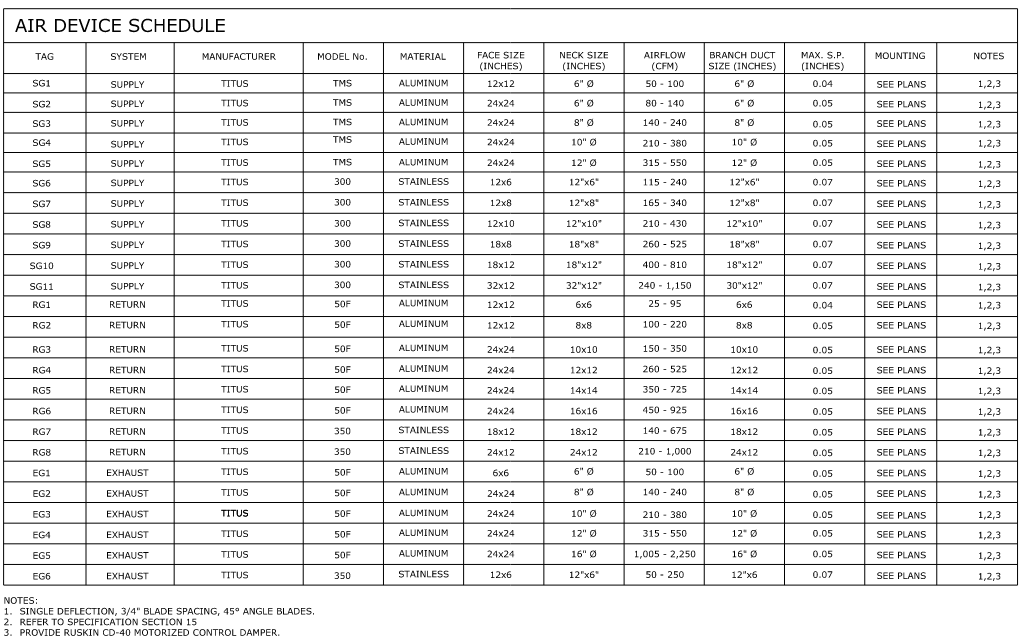 AIR DEVICE SCHEDULE
TAG SYSTEM MANUFACTURER MODEL No. MATERIAL FACE SIZE (INCHES) NECK SIZE (INCHES) AIRFLOW (CFM) BRANCH DUCT SIZE (INCHES) MAX. S.P. (INCHES) MOUNTING NOTES
SG1 SUPPLY TITUS TMS ALUMINUM 12x12 6" Ø 50 - 100 6" Ø 0.04 SEE PLANS 1,2,3
SG2 SUPPLY TITUS TMS ALUMINUM 24x24 6" Ø 80 - 140 6" Ø 0.05 SEE PLANS 1,2,3
SG3 SUPPLY TITUS TMS ALUMINUM 24x24 8" Ø 140 - 240 8" Ø 0.05 SEE PLANS 1,2,3
SG4 SUPPLY TITUS TMS ALUMINUM 24x24 10" Ø 210 - 380 10" Ø 0.05 SEE PLANS 1,2,3
SG5 SUPPLY TITUS TMS ALUMINUM 24x24 12" Ø 315 - 550 12" Ø 0.05 SEE PLANS 1,2,3
SG6 SUPPLY TITUS 300 STAINLESS 12x6 12"x6" 115 - 240 12"x6" 0.07 SEE PLANS 1,2,3
SG7 SUPPLY TITUS 300 STAINLESS 12x8 12"x8" 165 - 340 12"x8" 0.07 SEE PLANS 1,2,3
SG8 SUPPLY TITUS 300 STAINLESS 12x10 12"x10" 210 - 430 12"x10" 0.07 SEE PLANS 1,2,3
SG9 SUPPLY TITUS 300 STAINLESS 18x8 18"x8" 260 - 525 18"x8" 0.07 SEE PLANS 1,2,3
SG10 SUPPLY TITUS 300 STAINLESS 18x12 18"x12" 400 - 810 18"x12" 0.07 SEE PLANS 1,2,3
SG11 SUPPLY TITUS 300 STAINLESS 32x12 32"x12" 240 - 1,150 30"x12" 0.07 SEE PLANS 1,2,3
RG1 RETURN TITUS 50F ALUMINUM 12x12 6x6 25 - 95 6x6 0.04 SEE PLANS 1,2,3
RG2 RETURN TITUS 50F ALUMINUM 12x12 8x8 100 - 220 8x8 0.05 SEE PLANS 1,2,3
RG3 RETURN TITUS 50F ALUMINUM 24x24 10x10 150 - 350 10x10 0.05 SEE PLANS 1,2,3
RG4 RETURN TITUS 50F ALUMINUM 24x24 12x12 260 - 525 12x12 0.05 SEE PLANS 1,2,3
RG5 RETURN TITUS 50F ALUMINUM 24x24 14x14 350 - 725 14x14 0.05 SEE PLANS 1,2,3
RG6 RETURN TITUS 50F ALUMINUM 24x24 16x16 450 - 925 16x16 0.05 SEE PLANS 1,2,3
RG7 RETURN TITUS 350 STAINLESS 18x12 18x12 140 - 675 18x12 0.05 SEE PLANS 1,2,3
RG8 RETURN TITUS 350 STAINLESS 24x12 24x12 210 - 1,000 24x12 0.05 SEE PLANS 1,2,3
EG1 EXHAUST TITUS 50F ALUMINUM 6x6 6" Ø 50 - 100 6" Ø 0.05 SEE PLANS 1,2,3
EG2 EXHAUST TITUS 50F ALUMINUM 24x24 8" Ø 140 - 240 8" Ø 0.05 SEE PLANS 1,2,3
EG3 EXHAUST TITUS 50F ALUMINUM 24x24 10" Ø 210 - 380 10" Ø 0.05 SEE PLANS 1,2,3
EG4 EXHAUST TITUS 50F ALUMINUM 24x24 12" Ø 315 - 550 12" Ø 0.05 SEE PLANS 1,2,3
EG5 EXHAUST TITUS 50F ALUMINUM 24x24 16" Ø 1,005 - 2,250 16" Ø 0.05 SEE PLANS 1,2,3
EG6 EXHAUST TITUS 350 STAINLESS 12x6 12"x6" 50 - 250 12"x6 0.07 SEE PLANS 1,2,3
NOTES:
1. SINGLE DEFLECTION, 3/4" BLADE SPACING, 45° ANGLE BLADES.
2. REFER TO SPECIFICATION SECTION 15
3. PROVIDE RUSKIN CD-40 MOTORIZED CONTROL DAMPER.